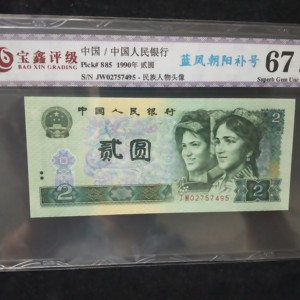 宝鑫评级
BAO XIN GRADING
中国 / 中国人民银行
Pick# 885 1990年 贰圆
S/N JW02757495 - 民族人物头像
蓝凤朝阳补号
67
Superb Gem Unc
中国人民银行
贰圆
2
2
JW02757495